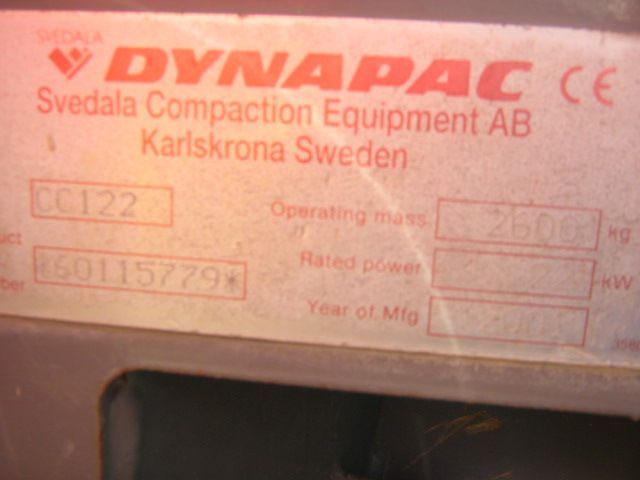 SVEDALA
DYNAPAC CE
Svedala Compaction Equipment AB
Karlskrona Sweden
CC122
Operating mass 2600 kg
*60115779*
Rated power kW
Year of Mfg